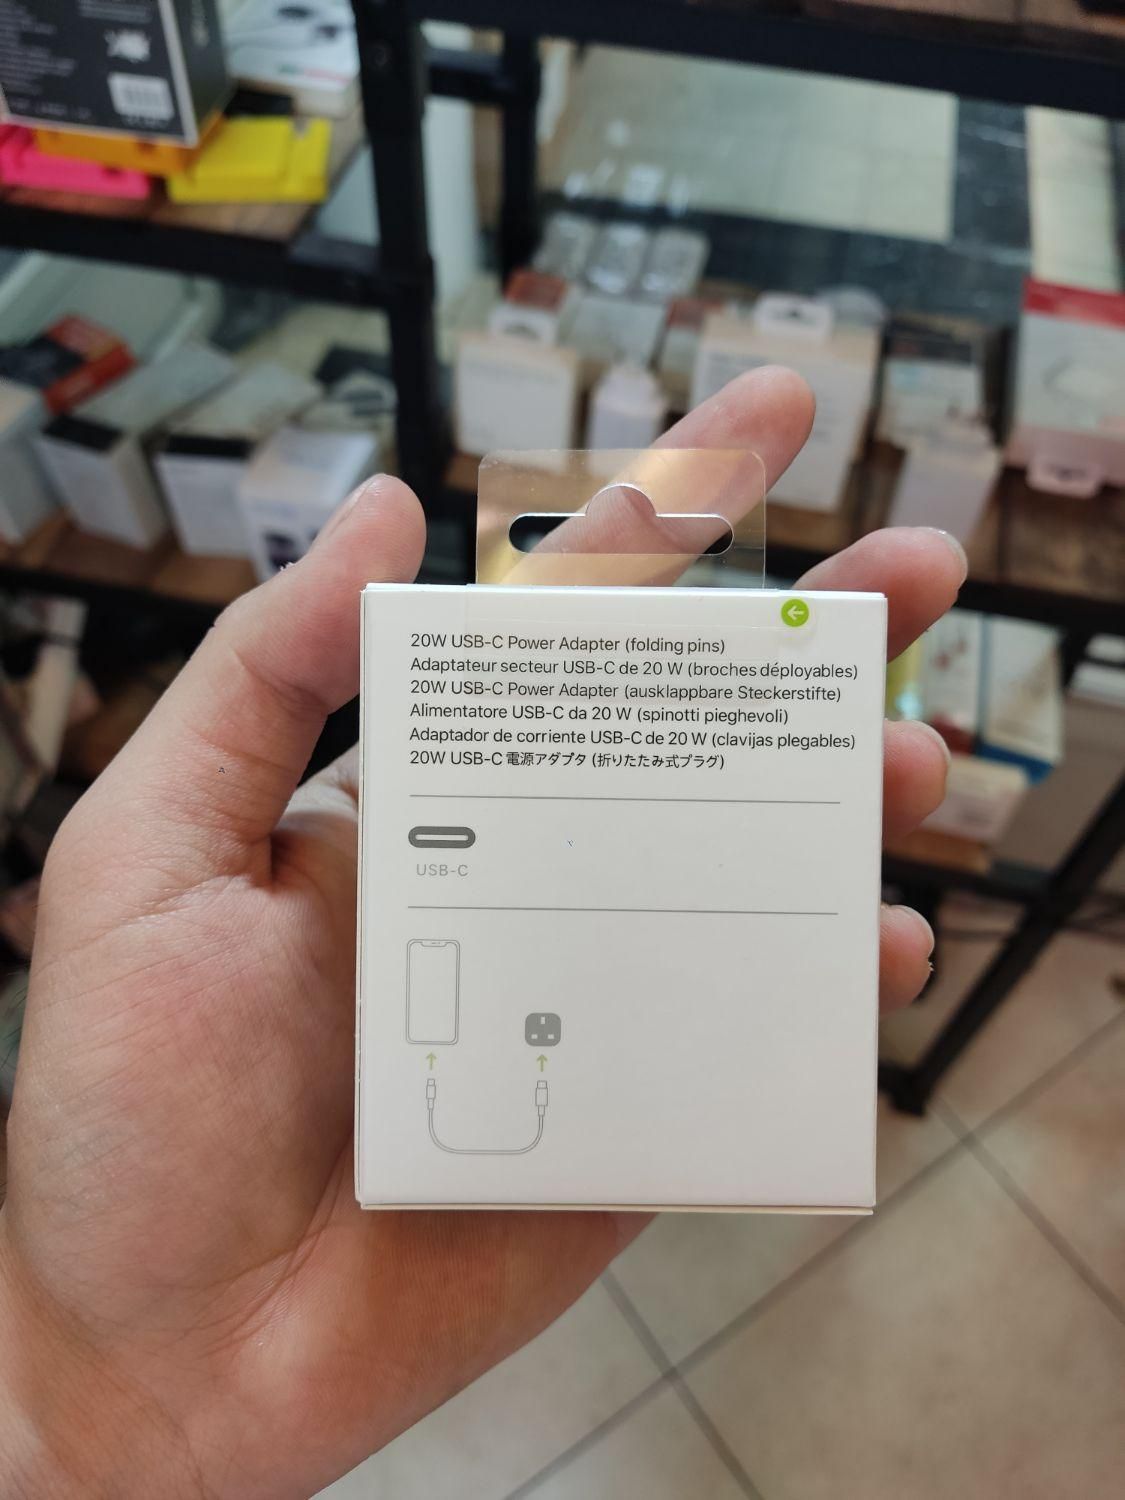 20W USB-C Power Adapter (folding pins)
Adaptateur secteur USB-C de 20 W (broches déployables)
20W USB-C Power Adapter (ausklappbare Steckerstifte)
Alimentatore USB-C da 20 W (spinotti pieghevoli)
Adaptador de corriente USB-C de 20 W (clavijas plegables)
20W USB-C 電源アダプタ (折りたたみ式プラグ)
USB-C